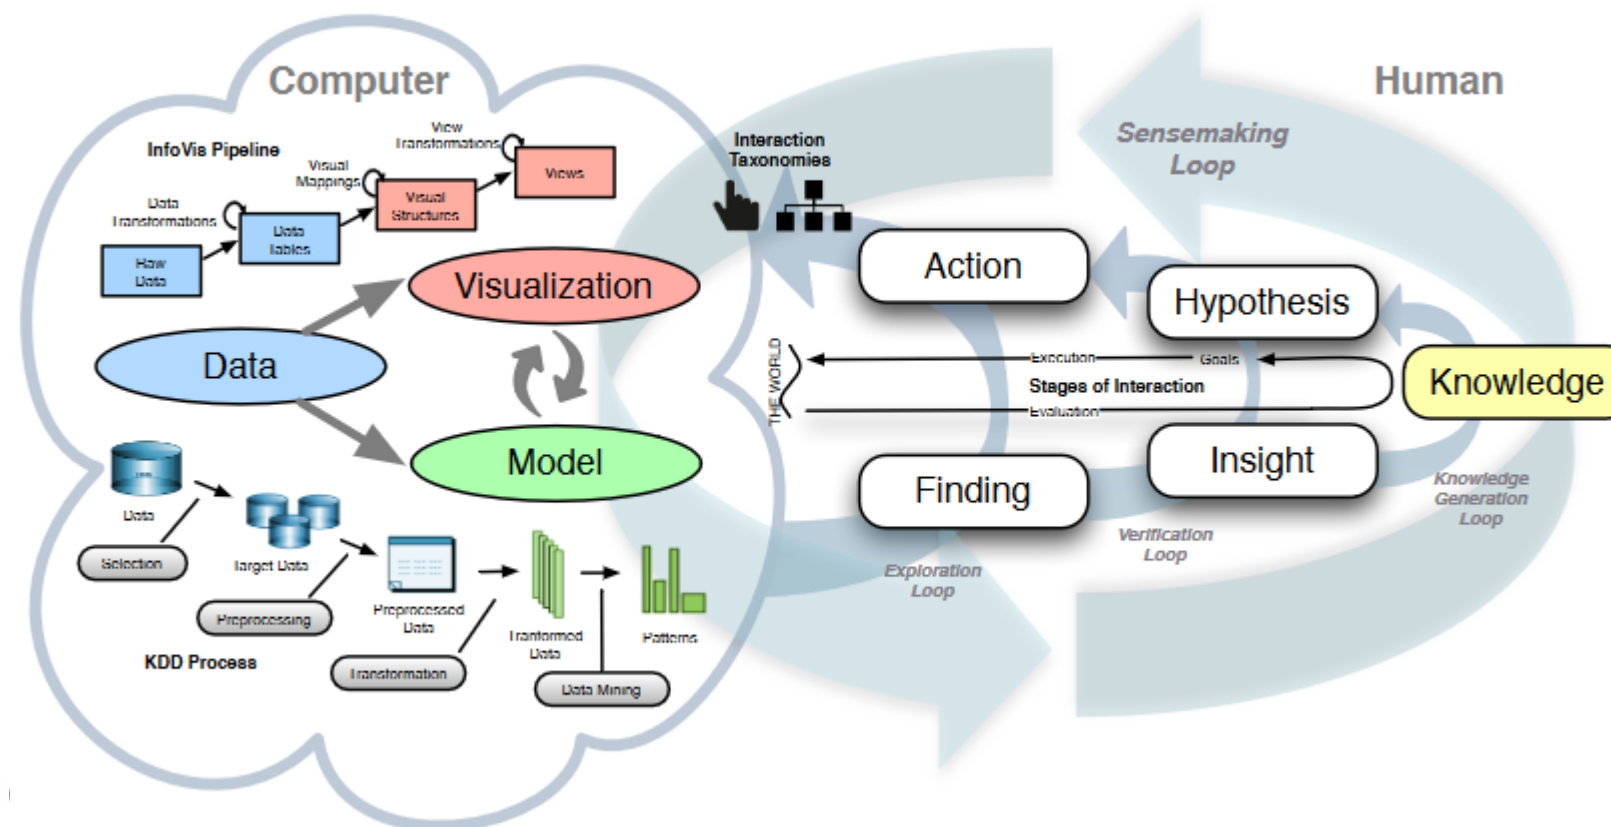 Computer
Human
InfoVis Pipeline
View
Transformations
Views
Visual
Mappings
Visual
Structures
Data
Transformations
Data
Tables
Raw
Data
Interaction
Taxonomies
Sensemaking
Loop
Visualization
Data
Model
Action
Hypothesis
THE WORLD
Execution
Goals
Stages of Interaction
Evaluation
Knowledge
Insight
Finding
Knowledge
Generation
Loop
Verification
Loop
Exploration
Loop
Data
Selection
Target Data
Preprocessing
Preprocessed
Data
Transformation
Tranformed
Data
Data Mining
Patterns
KDD Process